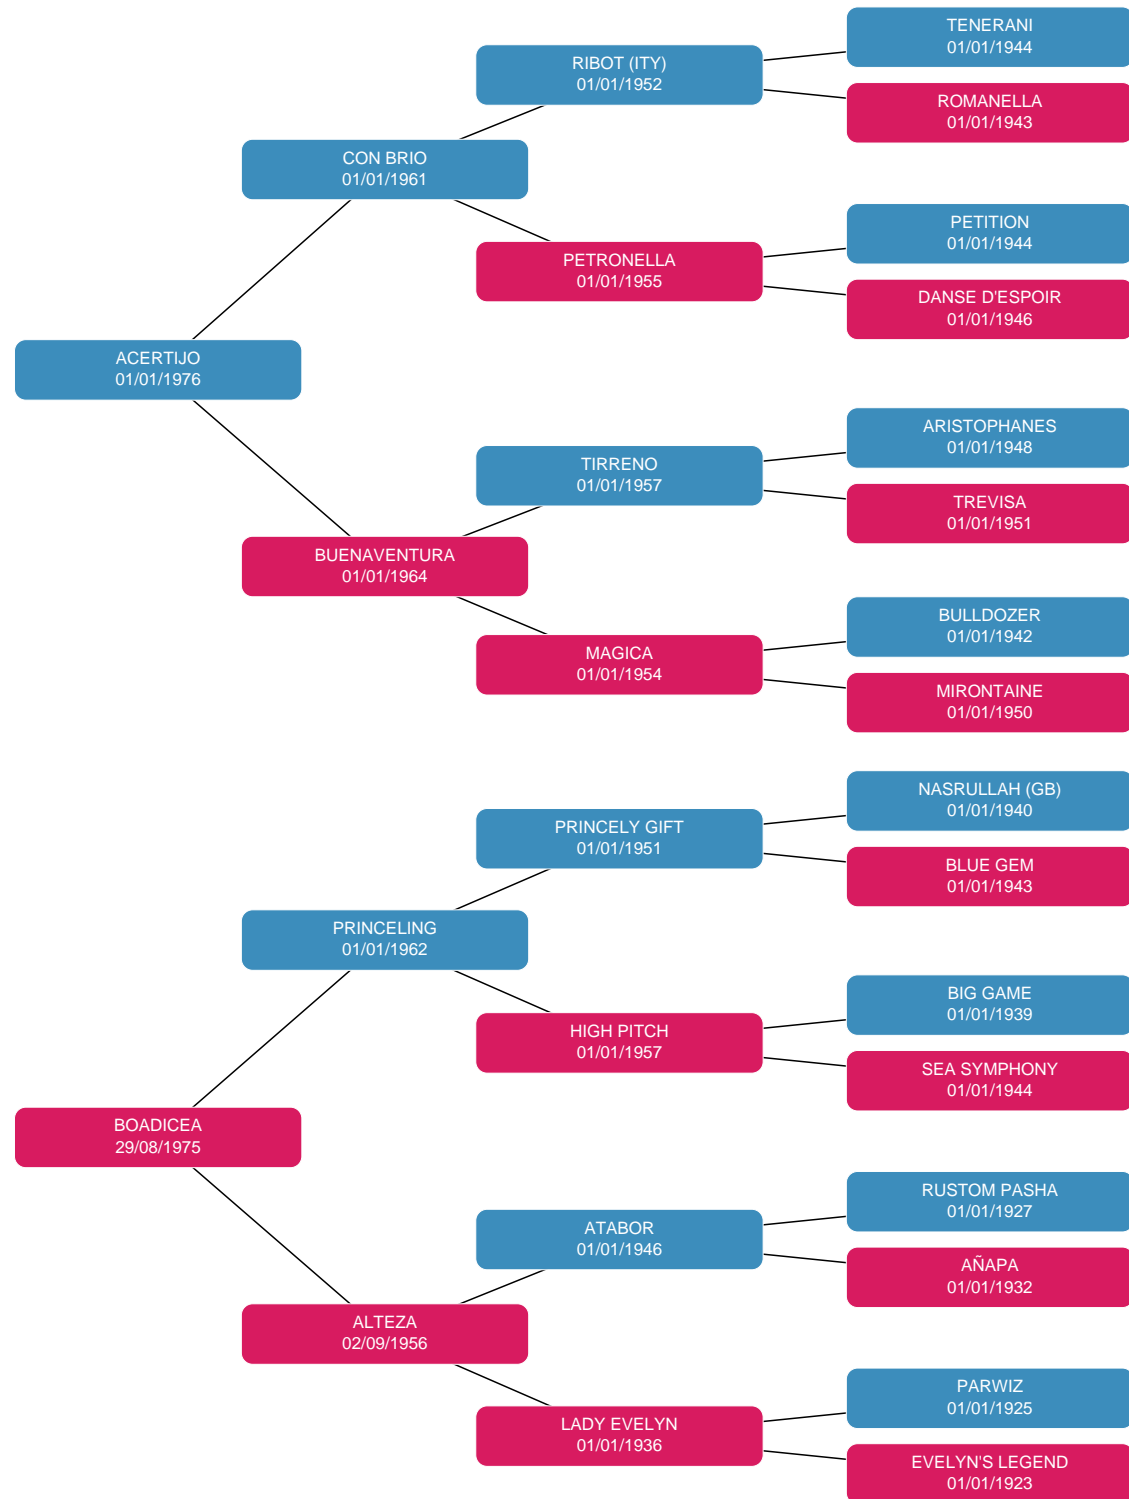 TENERANI
01/01/1944
RIBOT (ITY)
01/01/1952
ROMANELLA
01/01/1943
CON BRIO
01/01/1961
PETITION
01/01/1944
PETRONELLA
01/01/1955
DANSE D'ESPOIR
01/01/1946
ACERTIJO
01/01/1976
ARISTOPHANES
01/01/1948
TIRRENO
01/01/1957
TREVISA
01/01/1951
BUENAVENTURA
01/01/1964
BULLDOZER
01/01/1942
MAGICA
01/01/1954
MIRONTAINE
01/01/1950
NASRULLAH (GB)
01/01/1940
PRINCELY GIFT
01/01/1951
BLUE GEM
01/01/1943
PRINCELING
01/01/1962
BIG GAME
01/01/1939
HIGH PITCH
01/01/1957
SEA SYMPHONY
01/01/1944
BOADICEA
29/08/1975
RUSTOM PASHA
01/01/1927
ATABOR
01/01/1946
AÑAPA
01/01/1932
ALTEZA
02/09/1956
PARWIZ
01/01/1925
LADY EVELYN
01/01/1936
EVELYN'S LEGEND
01/01/1923